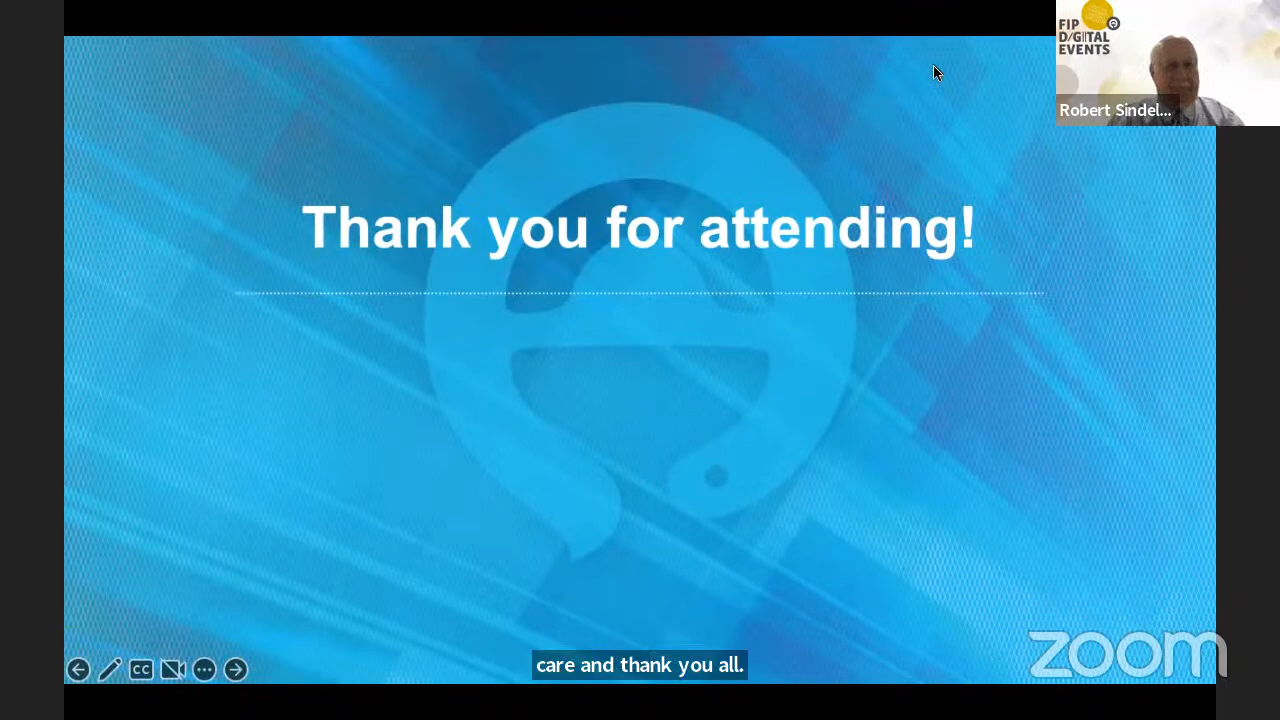 FIP
DIGITAL
EVENTS
Robert Sindel...
Thank you for attending!
CC
care and thank you all.
zoom